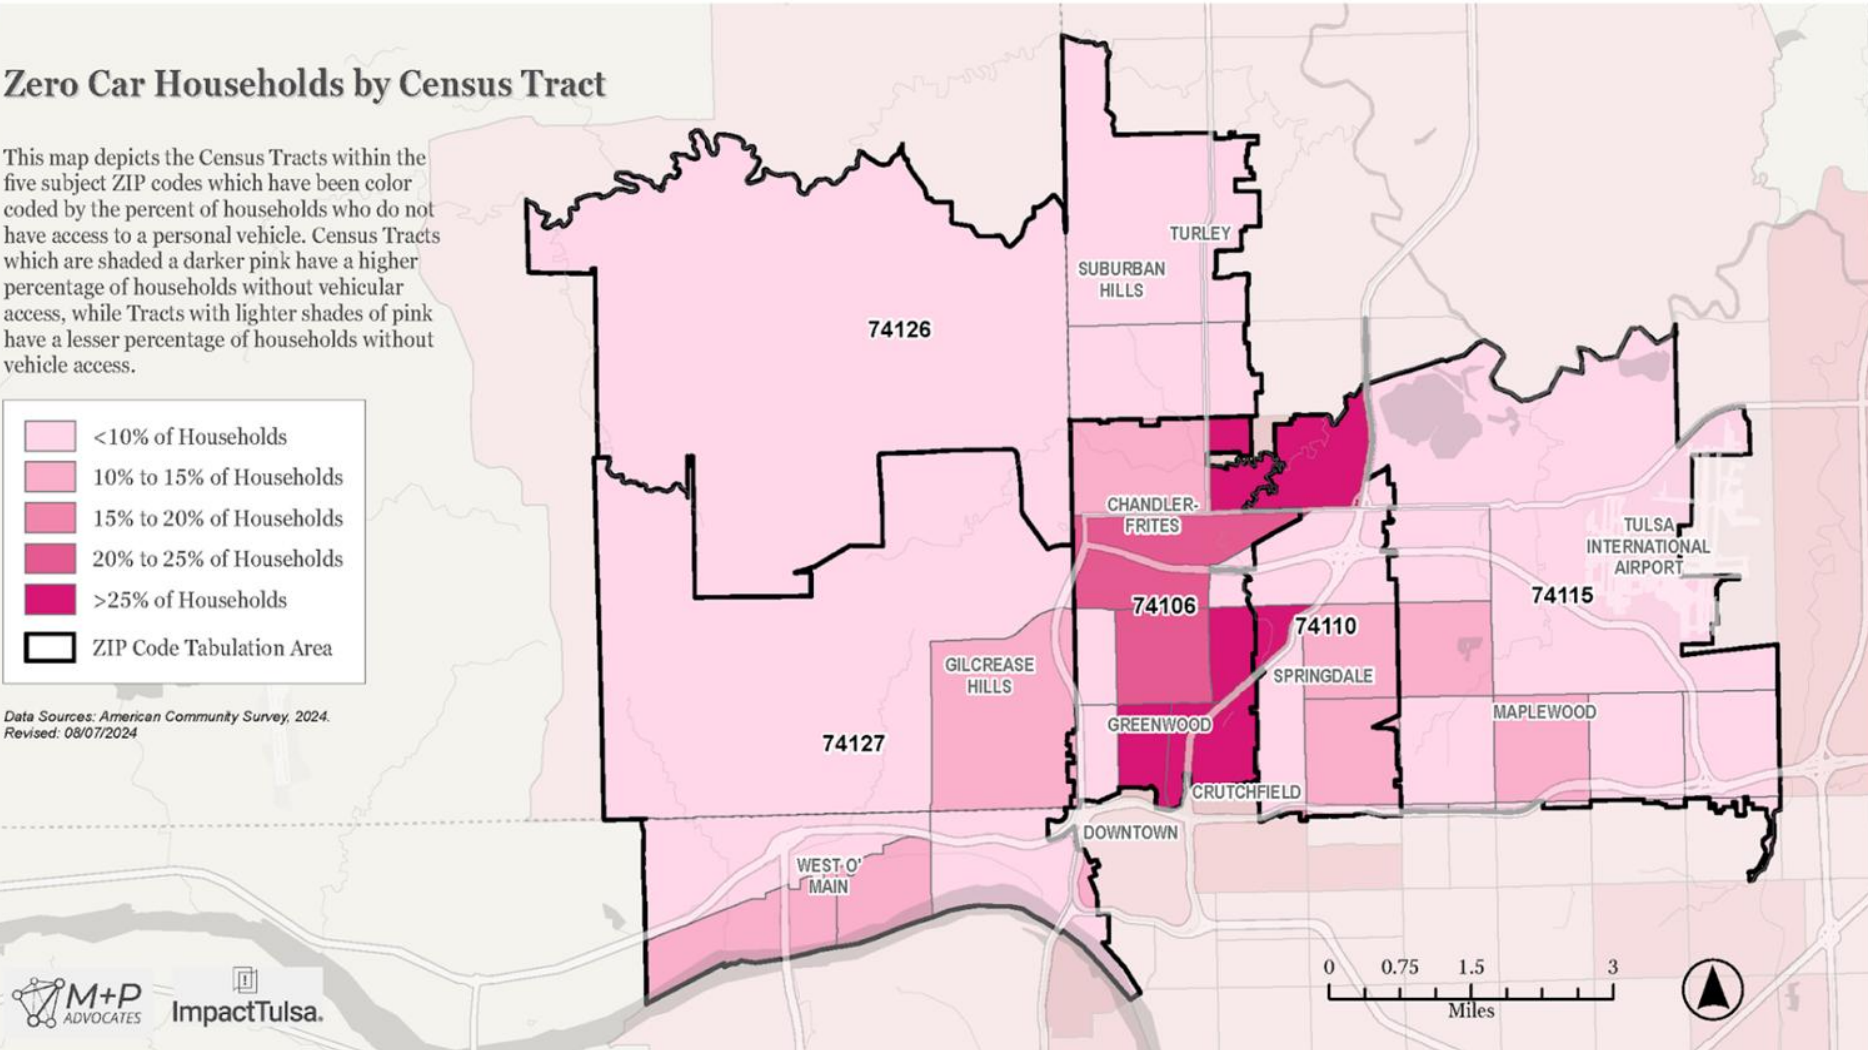 Zero Car Households by Census Tract
This map depicts the Census Tracts within the
five subject ZIP codes which have been color
coded by the percent of households who do not
have access to a personal vehicle. Census Tracts
which are shaded a darker pink have a higher
percentage of households without vehicular
access, while Tracts with lighter shades of pink
have a lesser percentage of households without
vehicle access.
<10% of Households
10% to 15% of Households
15% to 20% of Households
20% to 25% of Households
>25% of Households
ZIP Code Tabulation Area
Data Sources: American Community Survey, 2024.
Revised: 08/07/2024
TURLEY
SUBURBAN
HILLS
74126
CHANDLER-
FRITES
TULSA
INTERNATIONAL
AIRPORT
74115
74106
74110
GILCREASE
HILLS
SPRINGDALE
MAPLEWOOD
GREENWOOD
74127
CRUTCHFIELD
DOWNTOWN
WEST O'
MAIN
0 0.75 1.5 3
Miles
M+P
ADVOCATES
ImpactTulsa.